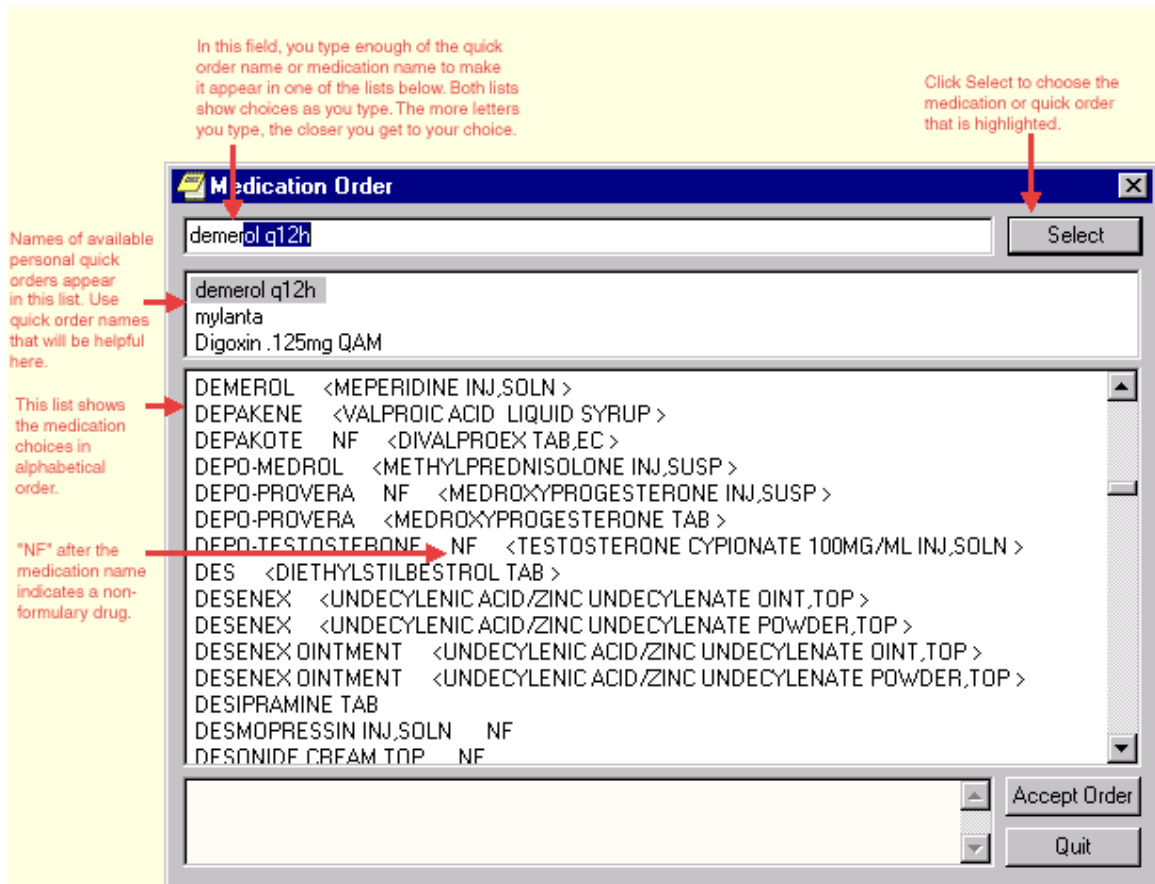 In this field, you type enough of the quick
order name or medication name to make
it appear in one of the lists below. Both lists
show choices as you type. The more letters
you type, the closer you get to your choice.
Click Select to choose the
medication or quick order
that is highlighted.
Medication Order
demerol q12h
Select
Names of available
personal quick
orders appear
in this list. Use
quick order names
that will be helpful
here.
demerol q12h
mylanta
Digoxin .125mg QAM
This list shows
the medication
choices in
alphabetical
order.
"NF" after the
medication name
indicates a non-
formulary drug.
DEMEROL <MEPERIDINE INJ,SOLN >
DEPAKENE <VALPROIC ACID LIQUID SYRUP >
DEPAKOTE NF <DIVALPROEX TAB,EC >
DEPO-MEDROL <METHYLPREDNISOLONE INJ,SUSP >
DEPO-PROVERA NF <MEDROXYPROGESTERONE INJ,SUSP >
DEPO-PROVERA <MEDROXYPROGESTERONE TAB >
DEPO-TESTOSTERONE NF <TESTOSTERONE CYPIONATE 100MG/ML INJ,SOLN >
DES <DIETHYLSTILBESTROL TAB >
DESENEX <UNDECYLENIC ACID/ZINC UNDECYLENATE OINT,TOP >
DESENEX <UNDECYLENIC ACID/ZINC UNDECYLENATE POWDER,TOP >
DESENEX OINTMENT <UNDECYLENIC ACID/ZINC UNDECYLENATE OINT,TOP >
DESENEX OINTMENT <UNDECYLENIC ACID/ZINC UNDECYLENATE POWDER,TOP >
DESIPRAMINE TAB
DESMOPRESSIN INJ,SOLN NF
DESONIDE CREAM TOP NF
Accept Order
Quit